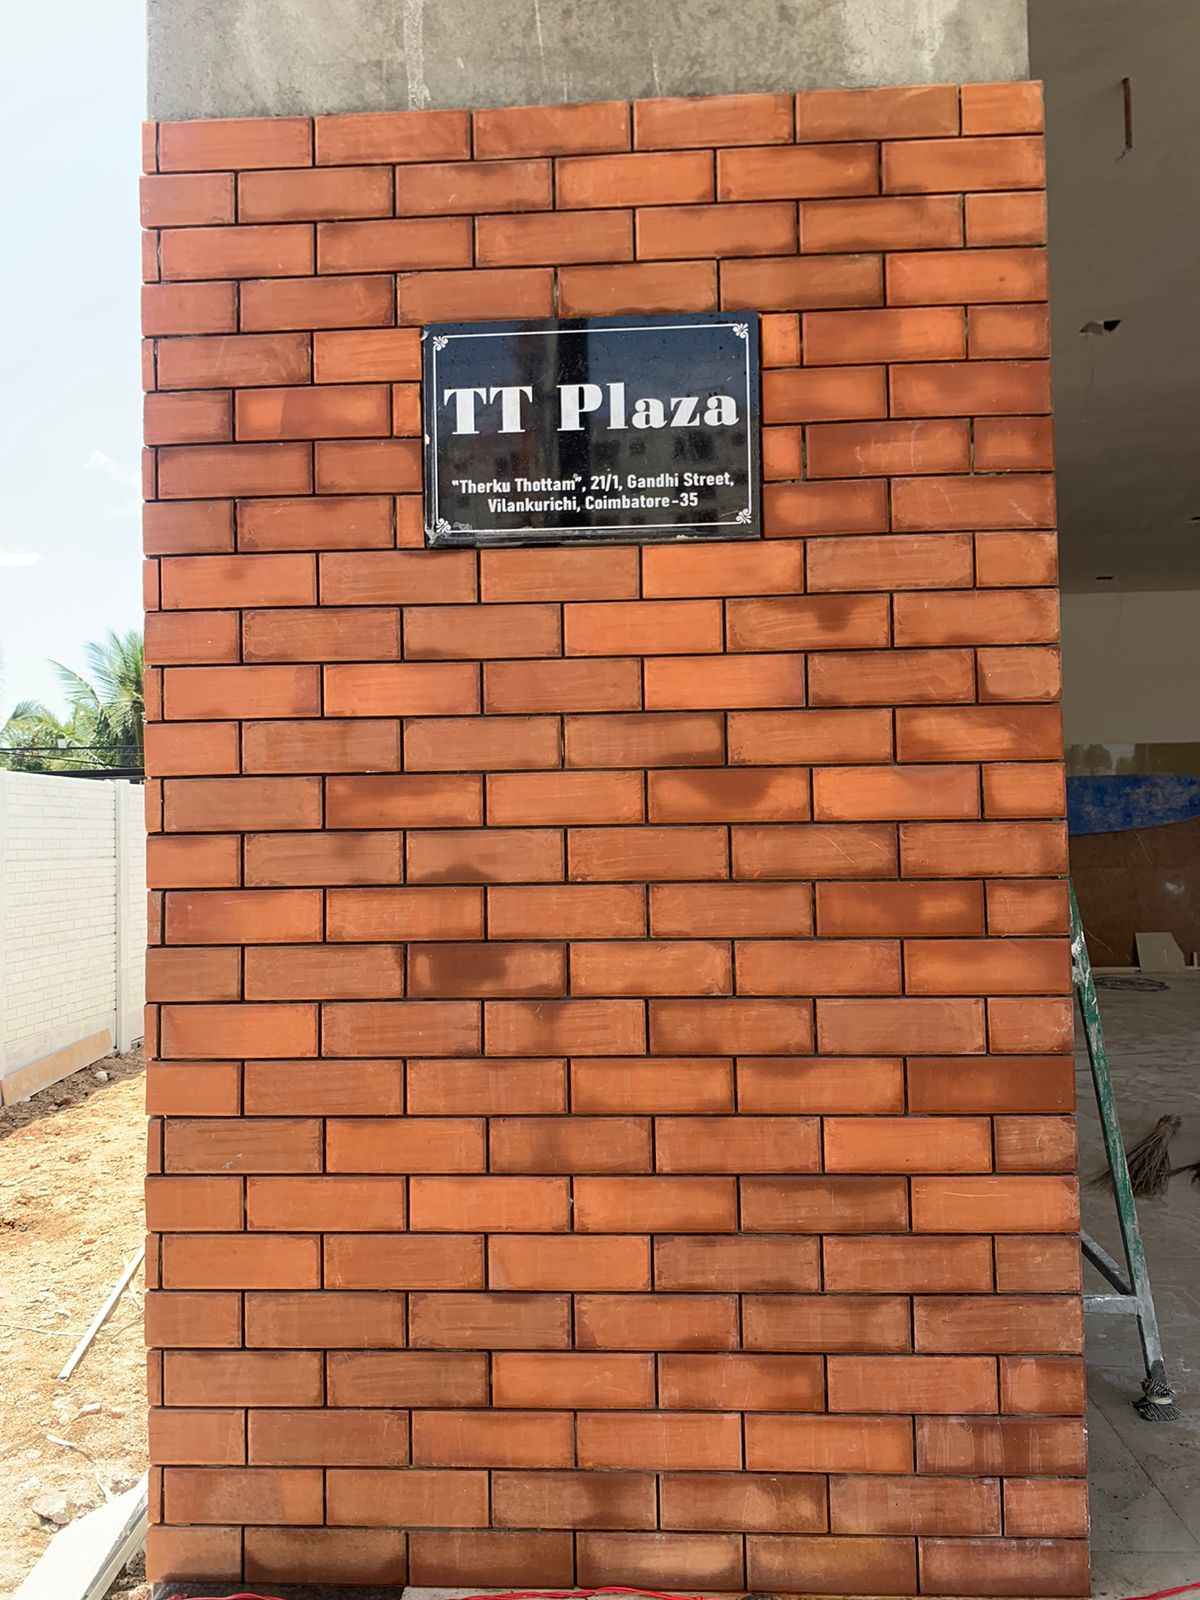 TT Plaza
"Therku Thottam", 21/1, Gandhi Street,
Vilankurichi, Coimbatore-35